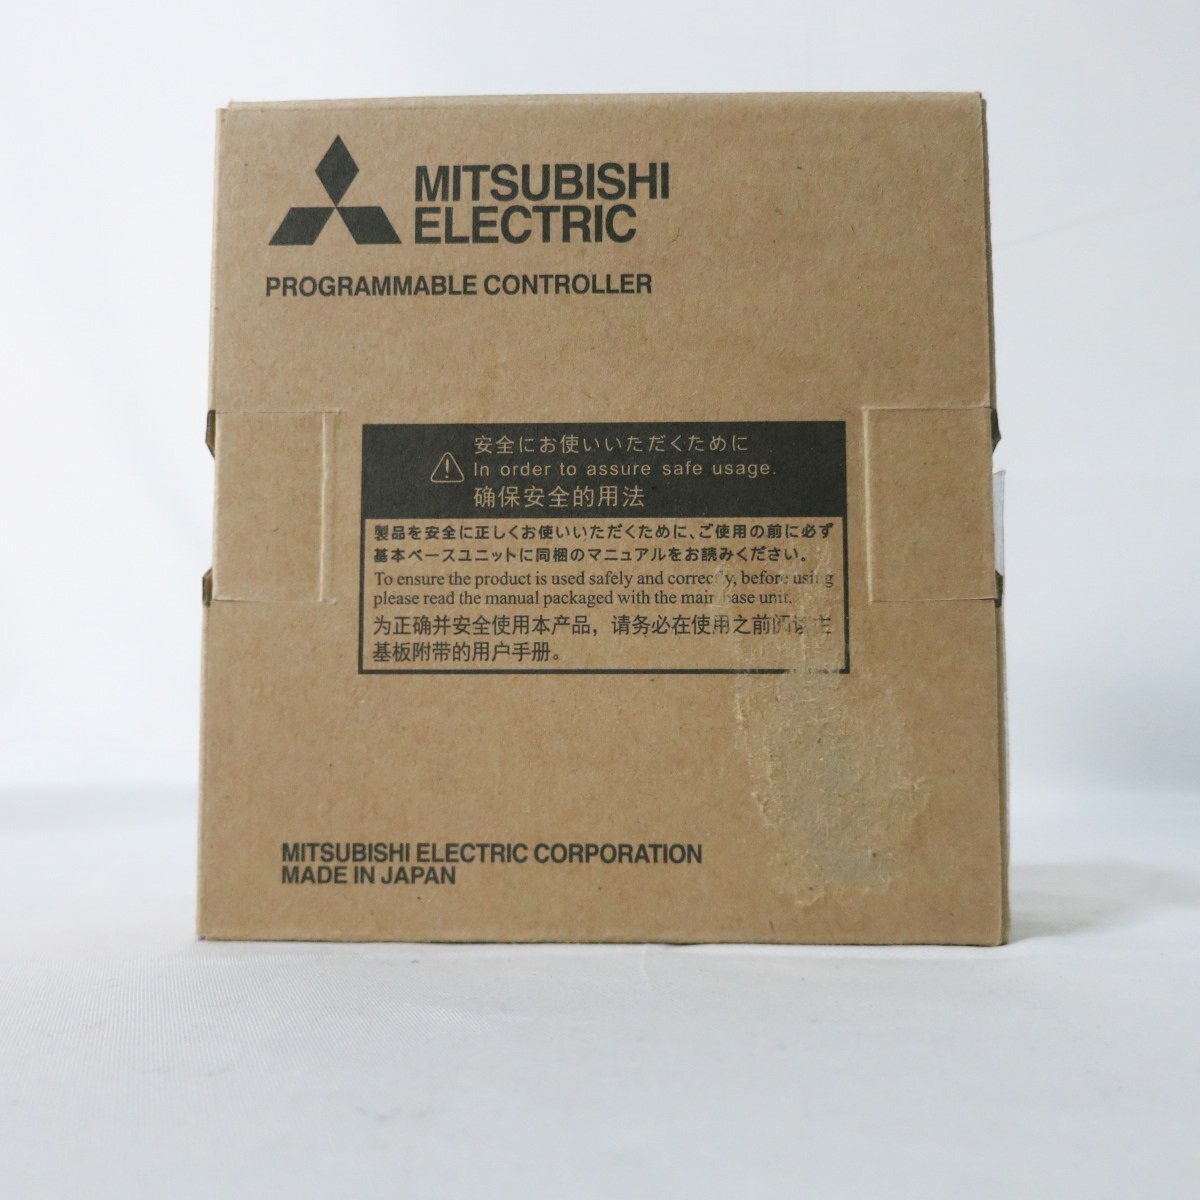 MITSUBISHI
ELECTRIC
PROGRAMMABLE CONTROLLER
安全にお使いいただくために
In order to assure safe usage.
确保安全的用法
製品を安全に正しくお使いいただくために、ご使用の前に必ず
基本ベースユニットに同梱のマニュアルをお読みください。
To ensure the product is used safely and correctly, before using
please read the manual packaged with the main base unit.
为正确并安全使用本产品，请务必在使用之前阅读主
基板附带的用户手册。
MITSUBISHI ELECTRIC CORPORATION
MADE IN JAPAN